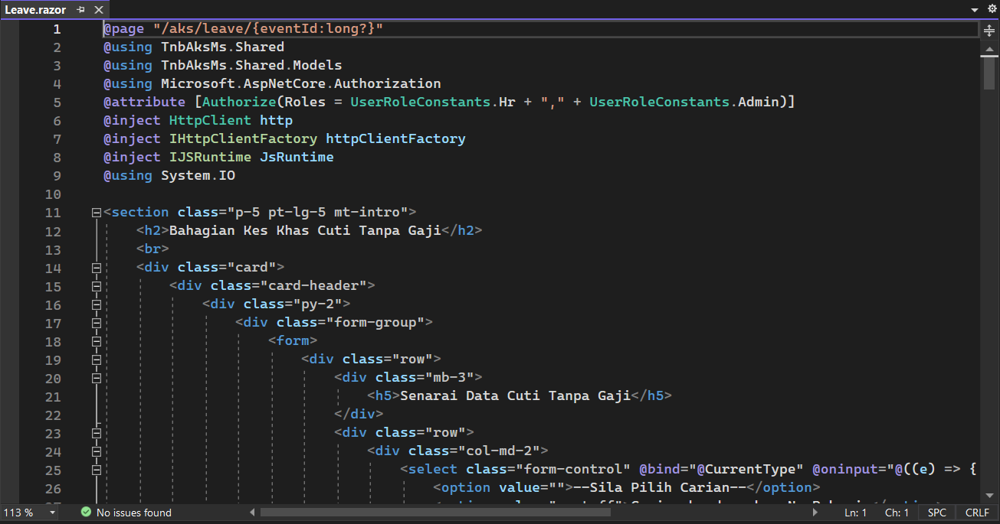 Leave.razor
1 @page "/aks/leave/{eventId:long?}"
2 @using TnbAksMs.Shared
3 @using TnbAksMs.Shared.Models
4 @using Microsoft.AspNetCore.Authorization
5 @attribute [Authorize(Roles = UserRoleConstants.Hr + "," + UserRoleConstants.Admin)]
6 @inject HttpClient http
7 @inject IHttpClientFactory httpClientFactory
8 @inject IJSRuntime JsRuntime
9 @using System.IO
10
11 <section class="p-5 pt-lg-5 mt-intro">
12 <h2>Bahagian Kes Khas Cuti Tanpa Gaji</h2>
13 <br>
14 <div class="card">
15 <div class="card-header">
16 <div class="py-2">
17 <div class="form-group">
18 <form>
19 <div class="row">
20 <div class="mb-3">
21 <h5>Senarai Data Cuti Tanpa Gaji</h5>
22 </div>
23 <div class="row">
24 <div class="col-md-2">
25 <select class="form-control" @bind="@CurrentType" @oninput="@((e) => {
26 <option value="">--Sila Pilih Carian--</option>
113 % No issues found Ln: 1 Ch: 1 SPC CRLF